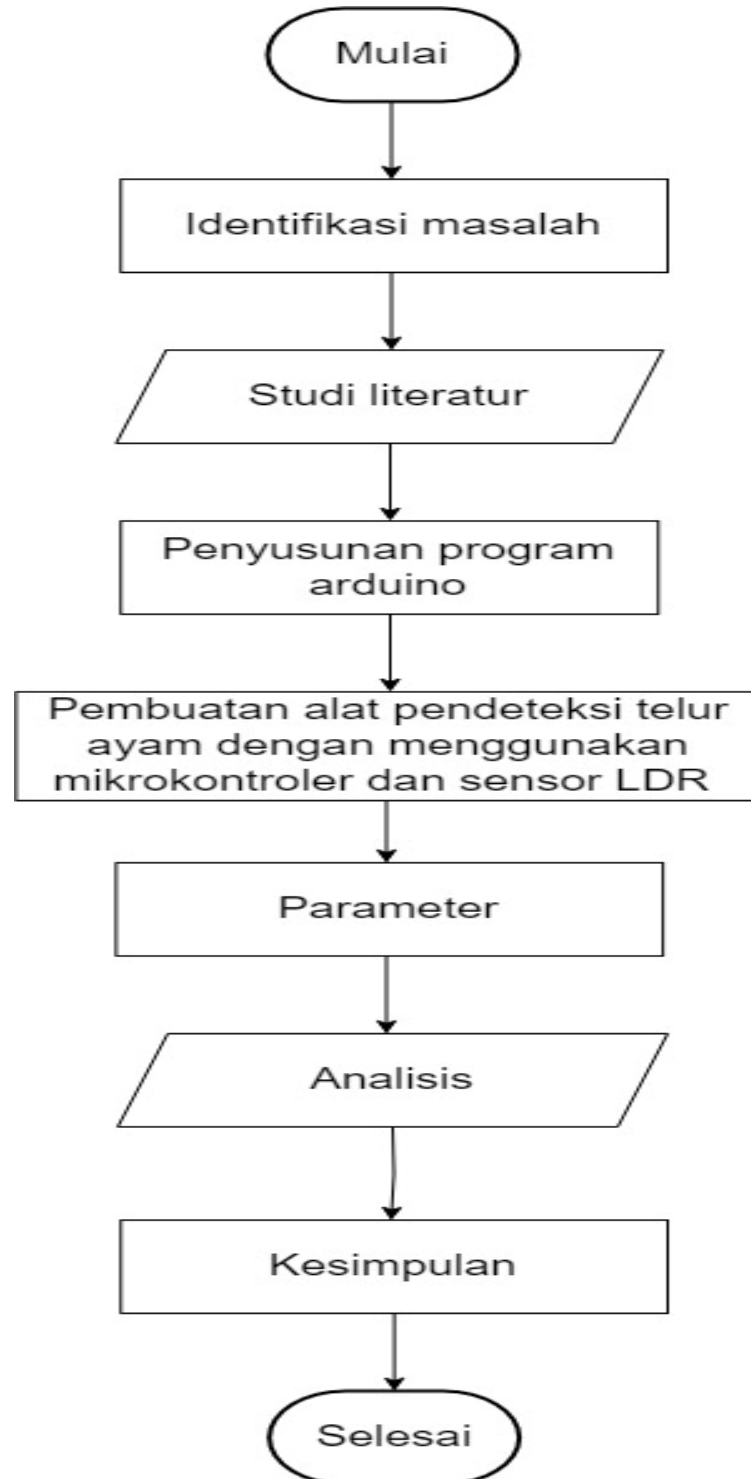 Mulai
Identifikasi masalah
Studi literatur
Penyusunan program
arduino
Pembuatan alat pendeteksi telur
ayam dengan menggunakan
mikrokontroler dan sensor LDR
Parameter
Analisis
Kesimpulan
Selesai